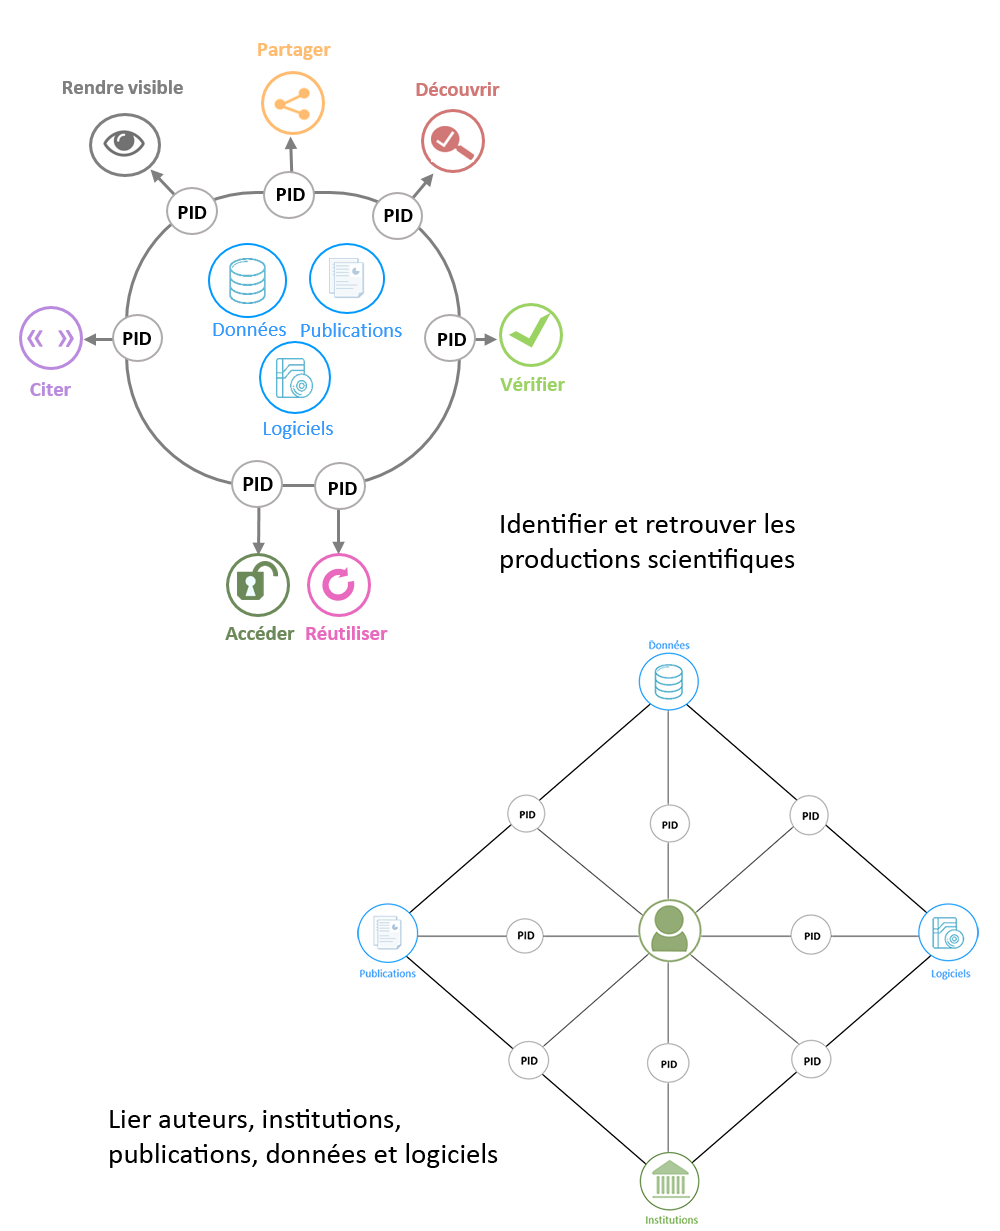 Partager
Rendre visible
Découvrir
PID
PID
PID
Données
Publications
PID
PID
Citer
Vérifier
Logiciels
PID
PID
Accéder
Réutiliser
Identifier et retrouver les
productions scientifiques
Données
PID
PID
PID
Publications
PID
PID
Logiciels
PID
PID
PID
Lier auteurs, institutions,
publications, données et logiciels
Institutions